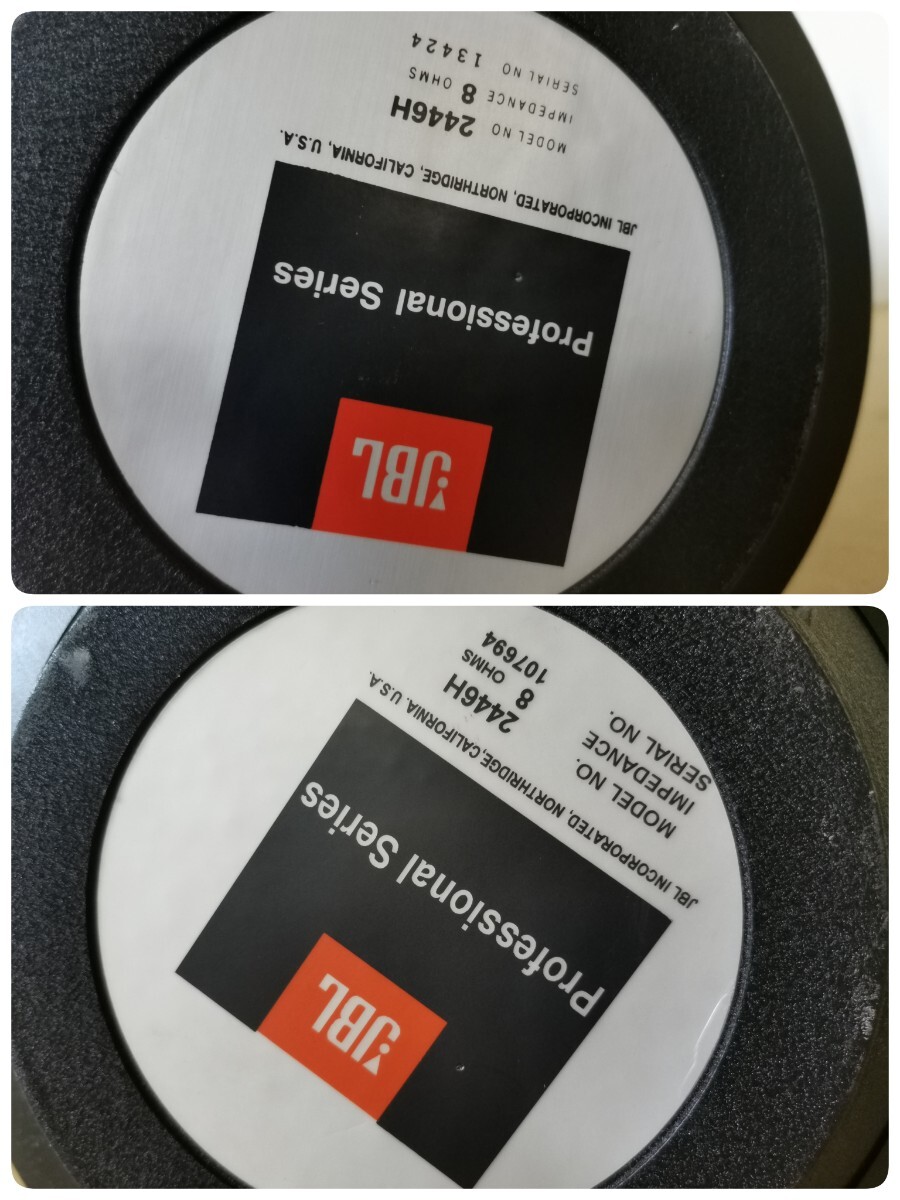 JBL
Professional Series
JBL INCORPORATED, NORTHRIDGE, CALIFORNIA, U.S.A.
MODEL NO 2446H
IMPEDANCE 8 OHMS
SERIAL NO 13424
JBL
Professional Series
JBL INCORPORATED, NORTHRIDGE,CALIFORNIA. U.S.A.
MODEL NO. 2446H
IMPEDANCE 8 OHMS
SERIAL NO. 107694